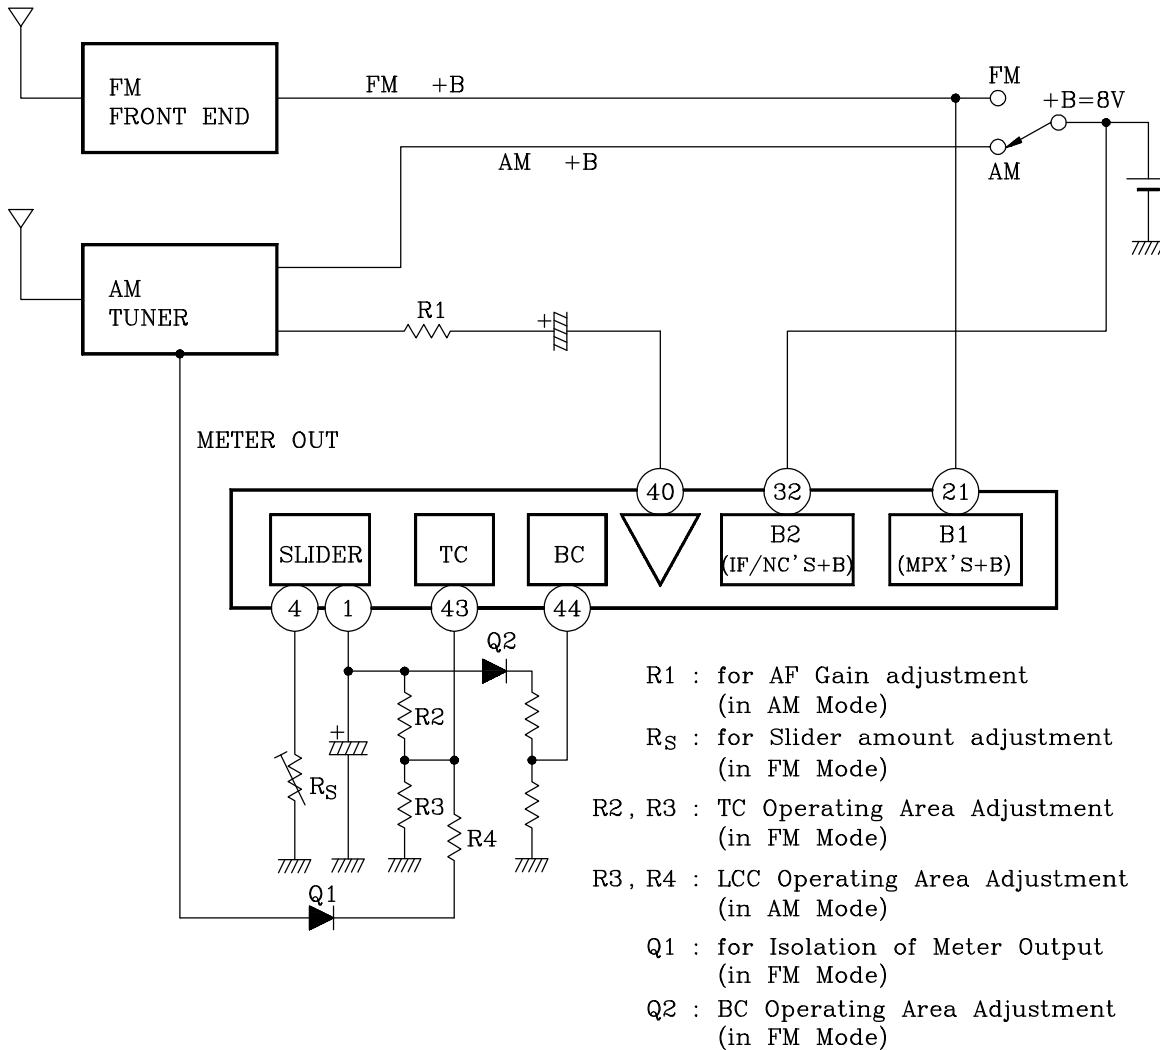 FM
FRONT END
FM +B
FM
+B=8V
AM +B
AM
AM
TUNER
R1
+
METER OUT
40
32
21
SLIDER
TC
BC
B2
(IF/NC'S+B)
B1
(MPX'S+B)
4
1
43
44
Q2
+
R2
RS
R3
R4
Q1
R1 : for AF Gain adjustment
(in AM Mode)
RS : for Slider amount adjustment
(in FM Mode)
R2, R3 : TC Operating Area Adjustment
(in FM Mode)
R3, R4 : LCC Operating Area Adjustment
(in AM Mode)
Q1 : for Isolation of Meter Output
(in FM Mode)
Q2 : BC Operating Area Adjustment
(in FM Mode)